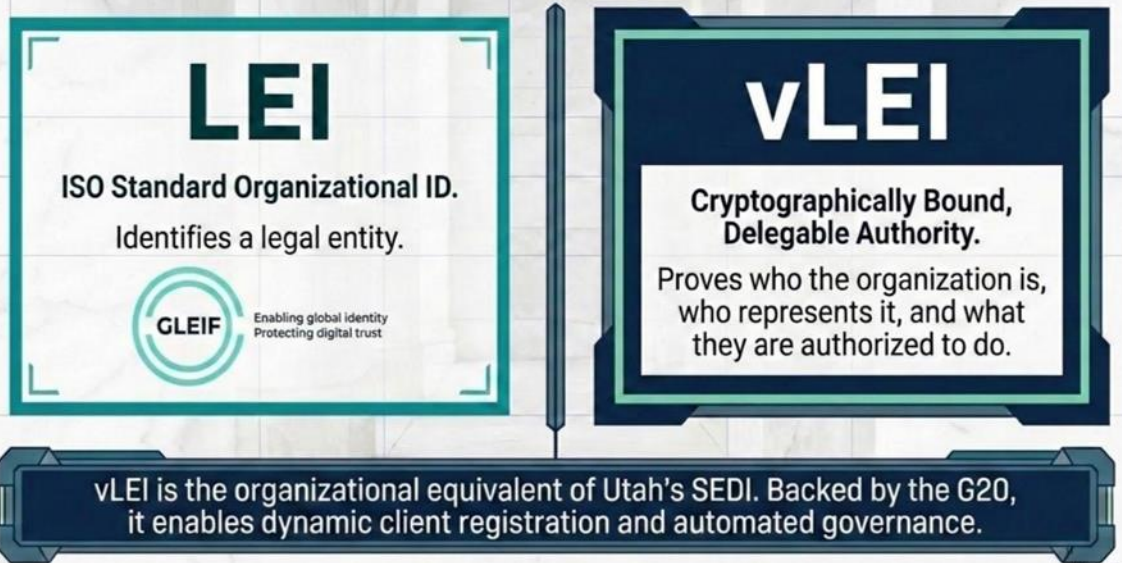 LEI
ISO Standard Organizational ID.
Identifies a legal entity.
GLEIF
Enabling global identity
Protecting digital trust
vLEI
Cryptographically Bound,
Delegable Authority.
Proves who the organization is,
who represents it, and what
they are authorized to do.
vLEI is the organizational equivalent of Utah's SEDI. Backed by the G20,
it enables dynamic client registration and automated governance.